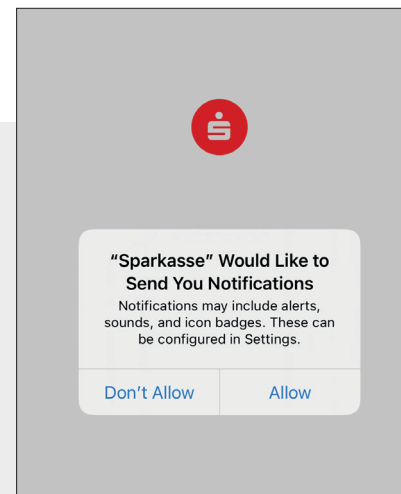 “Sparkasse” Would Like to
Send You Notifications
Notifications may include alerts,
sounds, and icon badges. These can
be configured in Settings.
Don’t Allow
Allow